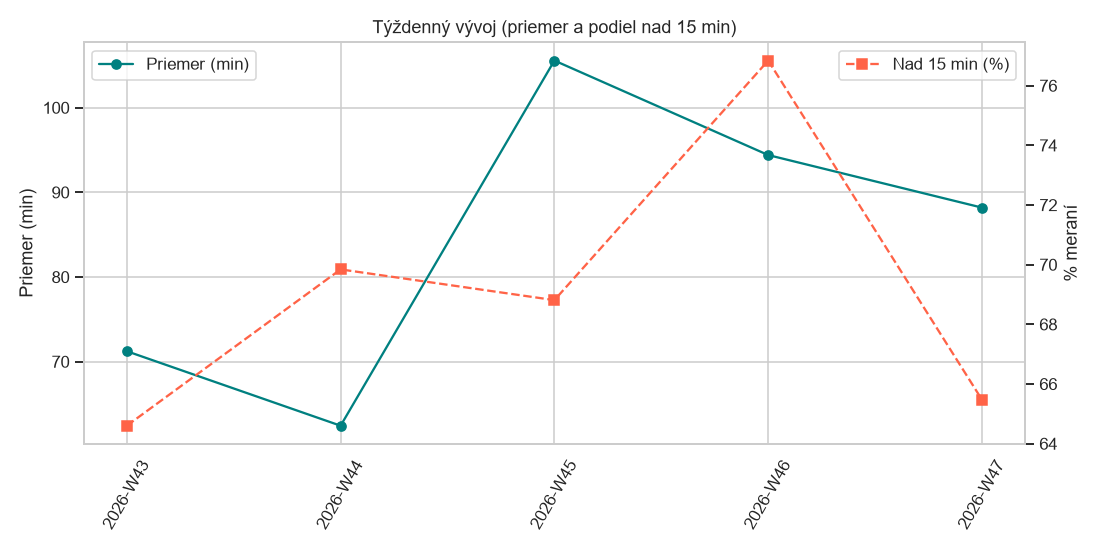 Týždenný vývoj (priemer a podiel nad 15 min)
Priemer (min)
Nad 15 min (%)
100
90
80
70
Priemer (min)
76
74
72
70
68
66
64
% meraní
2026-W43
2026-W44
2026-W45
2026-W46
2026-W47